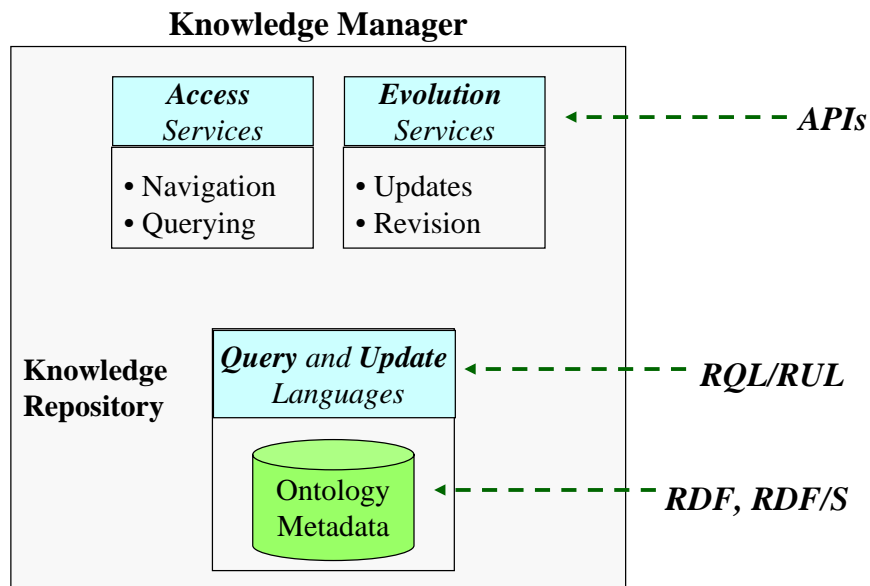 Knowledge Manager
Access
Services
Evolution
Services
APIs
• Navigation
• Querying
• Updates
• Revision
Knowledge
Repository
Query and Update
Languages
RQL/RUL
Ontology
Metadata
RDF, RDF/S